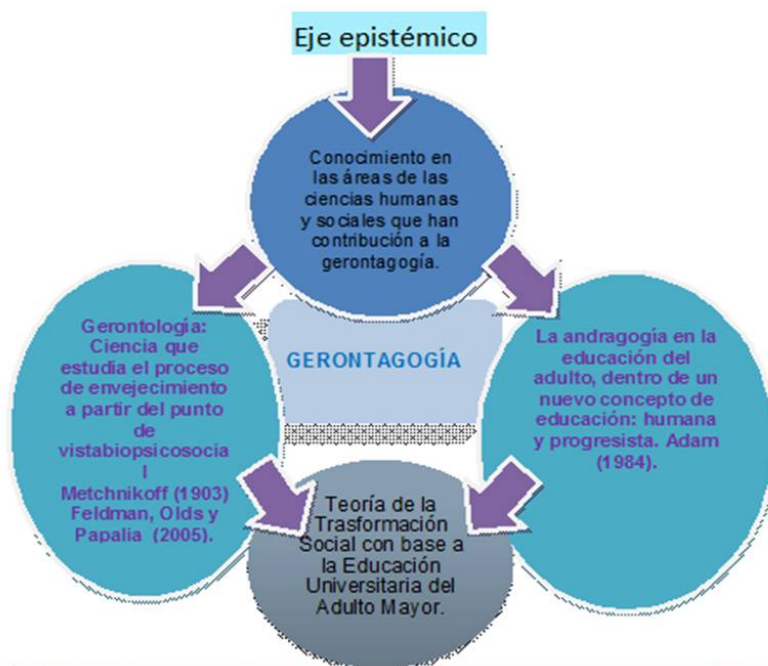 Eje epistémico
Conocimiento en
las áreas de las
ciencias humanas
y sociales que han
contribución a la
gerontagogía.
Gerontología:
Ciencia que
estudia el proceso
de envejecimiento
a partir del punto
de
vistabiopsicosocia
l
Metchnikoff (1903)
Feldman, Olds y
Papalia (2005).
GERONTAGOGÍA
La andragogía en la
educación del
adulto, dentro de un
nuevo concepto de
educación: humana
y progresista. Adam
(1984).
Teoría de la
Trasformación
Social con base a
la Educación
Universitaria del
Adulto Mayor.